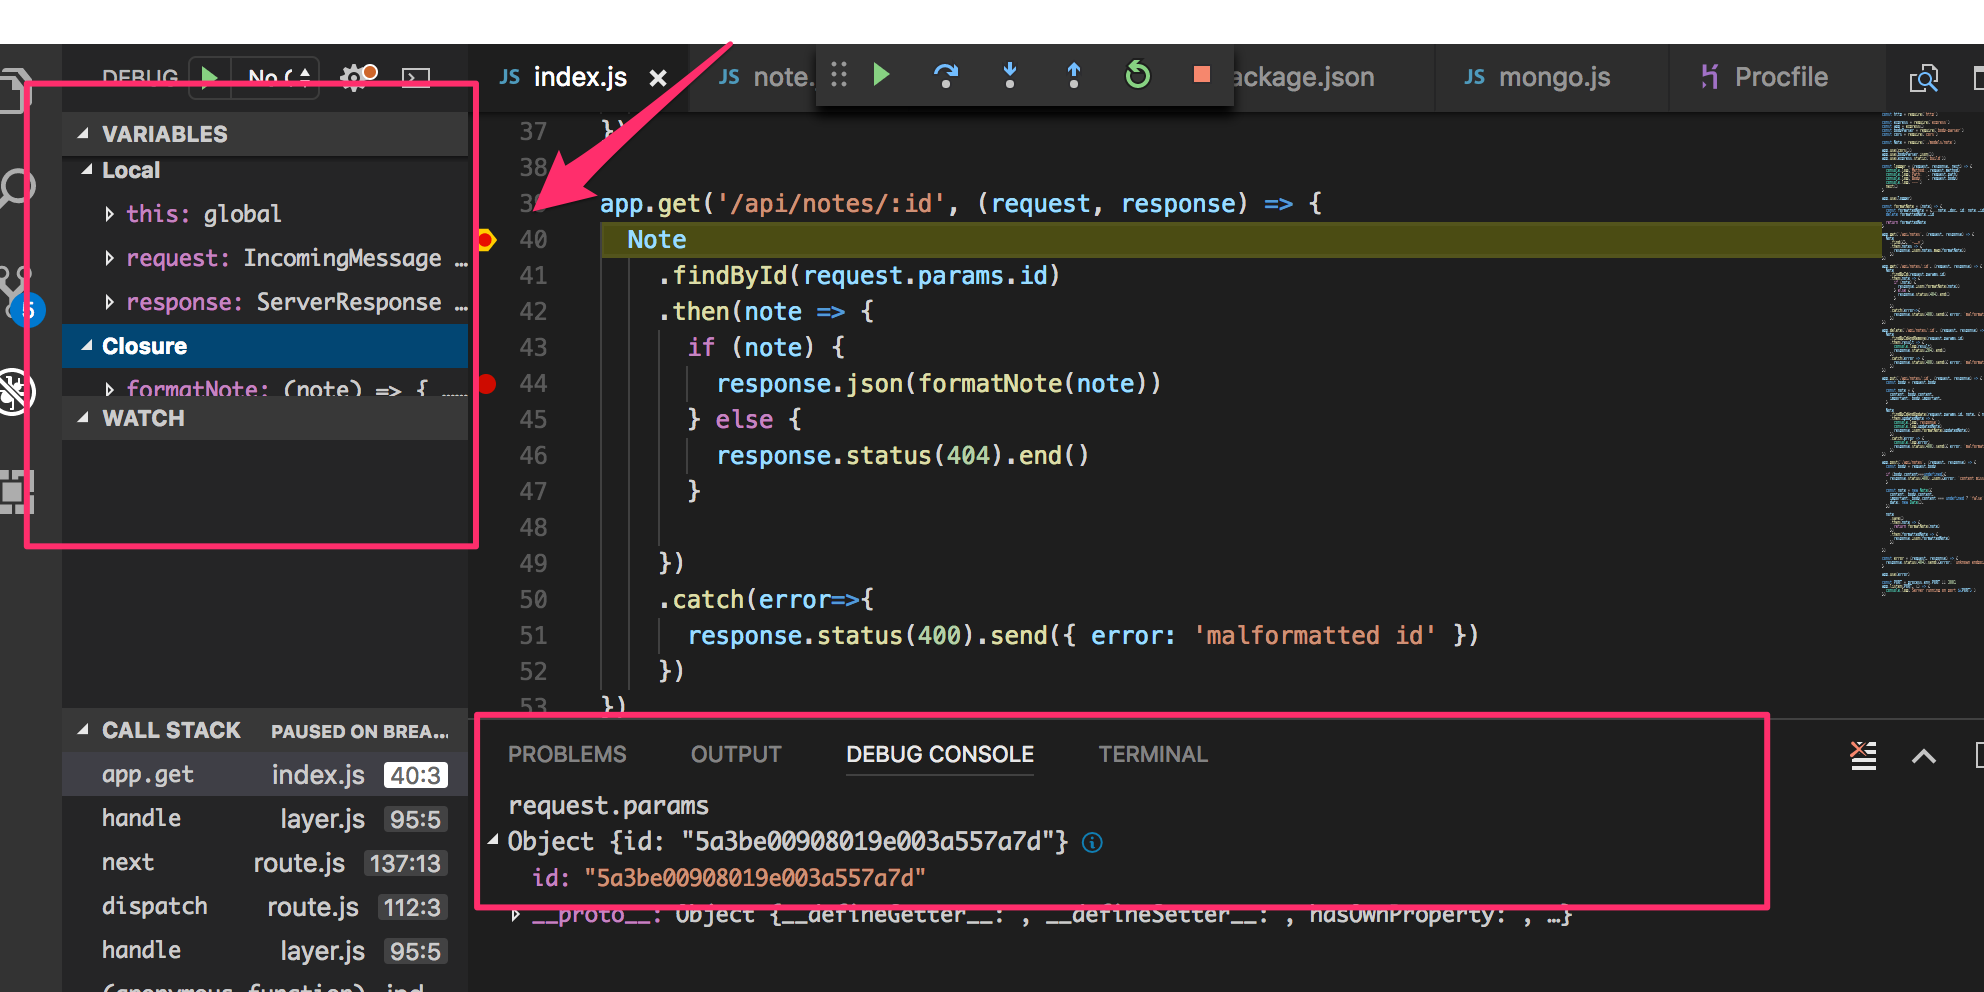 DEBUG No C
JS index.js × JS note. ackage.json JS mongo.js Procfile
VARIABLES
Local
this: global
request: IncomingMessage …
response: ServerResponse …
Closure
formatNote: (note) => { ……
WATCH
5
37 })
38
39 app.get('/api/notes/:id', (request, response) => {
40 Note
41 .findById(request.params.id)
42 .then(note => {
43 if (note) {
44 response.json(formatNote(note))
45 } else {
46 response.status(404).end()
47 }
48
49 })
50 .catch(error=>{
51 response.status(400).send({ error: 'malformatted id' })
52 })
53 })
CALL STACK PAUSED ON BREA…
app.get index.js 40:3
handle layer.js 95:5
next route.js 137:13
dispatch route.js 112:3
handle layer.js 95:5
(anonymous function) ind
PROBLEMS OUTPUT DEBUG CONSOLE TERMINAL
request.params
Object {id: "5a3be00908019e003a557a7d"}
id: "5a3be00908019e003a557a7d"
__proto__: Object {__defineGetter__: , __defineSetter__: , hasOwnProperty: , …}